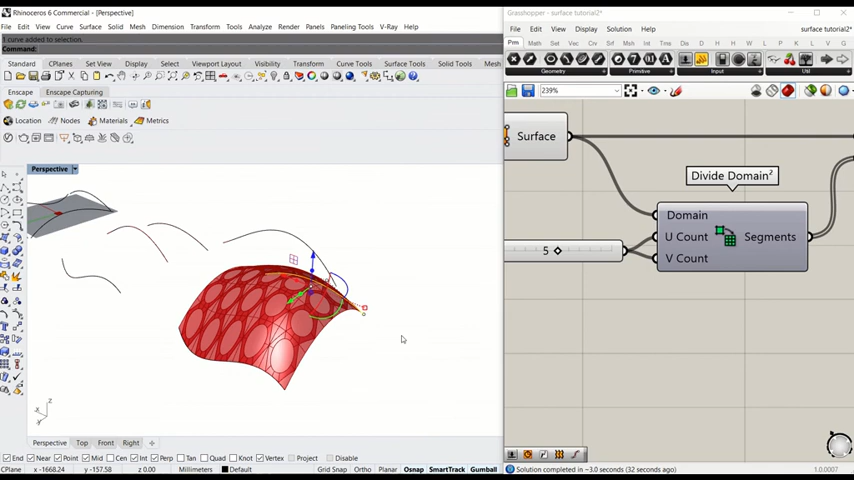 Rhinoceros 6 Commercial - [Perspective]
File Edit View Curve Surface Solid Mesh Dimension Transform Tools Analyze Render Panels Paneling Tools V-Ray Help
1 curve added to selection.
Command:
Standard CPlanes Set View Display Select Viewport Layout Visibility Transform Curve Tools Surface Tools Solid Tools Mesh
Enscape Enscape Capturing
Location Nodes Materials Metrics
Perspective
z
x
y
Perspective Top Front Right
End Near Point Mid Cen Int Perp Tan Quad Knot Vertex Project Disable
CPlane x -1668.24 y -157.58 z 0.00 Millimeters Default Grid Snap Ortho Planar Osnap SmartTrack Gumball
Grasshopper - surface tutorial2*
File Edit View Display Solution Help surface tutorial2*
Prm Math Set Vec Crv Srf Msh Int Trns Dis
Geometry Primitive Input Util
239%
Surface
Divide Domain²
Domain
U Count
V Count
Segments
5
Solution completed in ~3.0 seconds (32 seconds ago)
1.0.0007